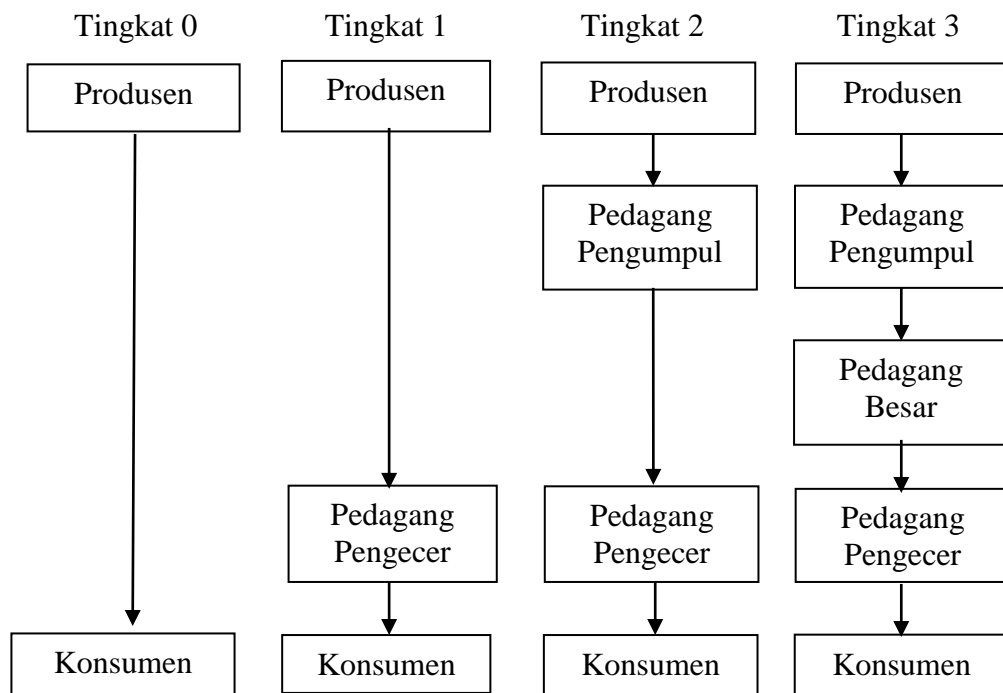 Tingkat 0
Tingkat 1
Tingkat 2
Tingkat 3
Produsen
Produsen
Produsen
Produsen
Pedagang
Pengumpul
Pedagang
Pengumpul
Pedagang
Besar
Pedagang
Pengecer
Pedagang
Pengecer
Pedagang
Pengecer
Konsumen
Konsumen
Konsumen
Konsumen